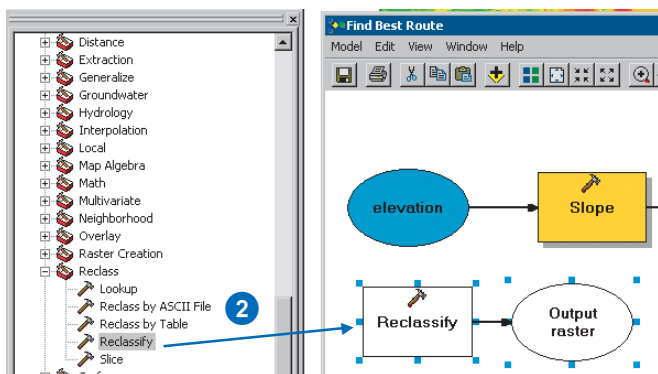 Distance
Extraction
Generalize
Groundwater
Hydrology
Interpolation
Local
Map Algebra
Math
Multivariate
Neighborhood
Overlay
Raster Creation
Reclass
Lookup
Reclass by ASCII File
Reclass by Table
Reclassify
Slice
2
Find Best Route
Model Edit View Window Help
elevation
Slope
Reclassify
Output
raster